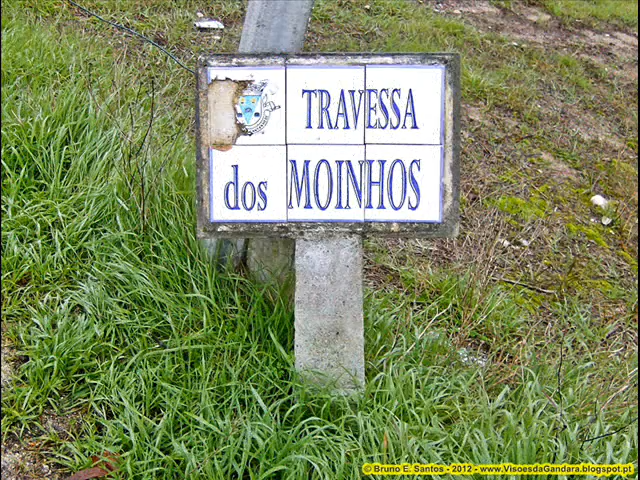 TRAVESSA
dos MOINHOS
© Bruno E. Santos - 2012 - www.VisoesdaGandara.blogspot.pt